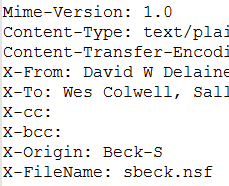 Mime-Version: 1.0
Content-Type: text/plai
Content-Transfer-Encodi
X-From: David W Delaine
X-To: Wes Colwell, Sall
X-cc:
X-bcc:
X-Origin: Beck-S
X-FileName: sbeck.nsf